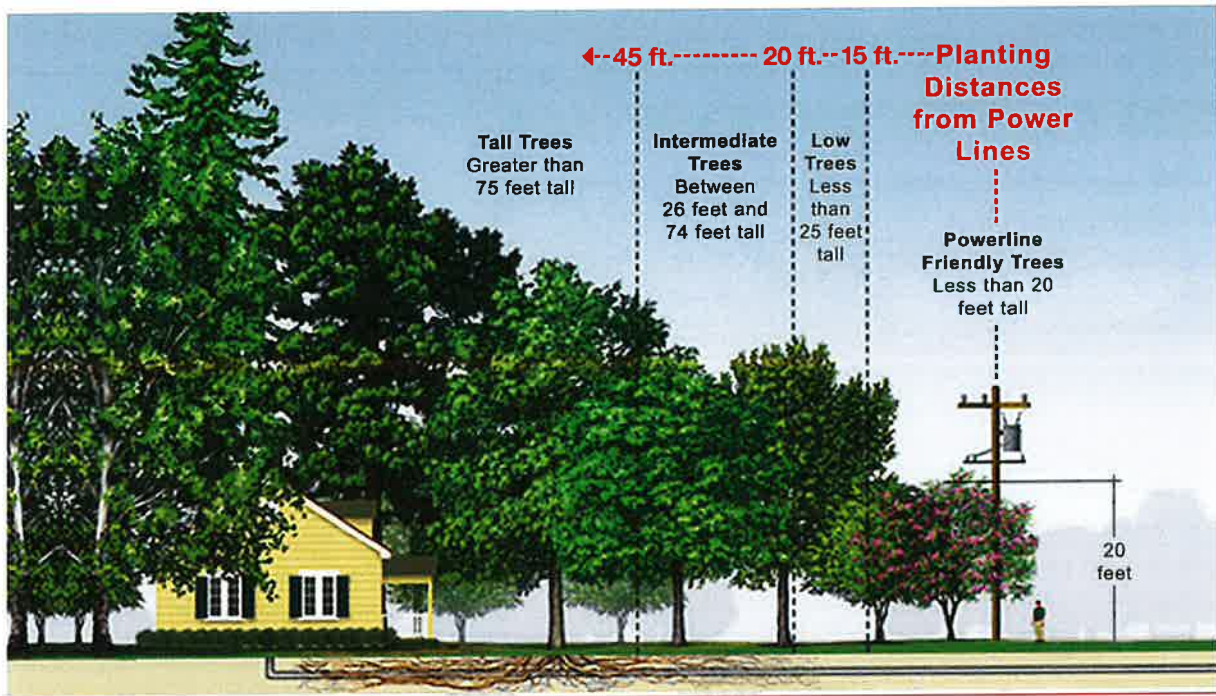 ◄--45 ft.---------- 20 ft.--15 ft.----Planting
Distances
from Power
Lines
Tall Trees
Greater than
75 feet tall
Intermediate
Trees
Between
26 feet and
74 feet tall
Low
Trees
Less
than
25 feet
tall
Powerline
Friendly Trees
Less than 20
feet tall
20
feet